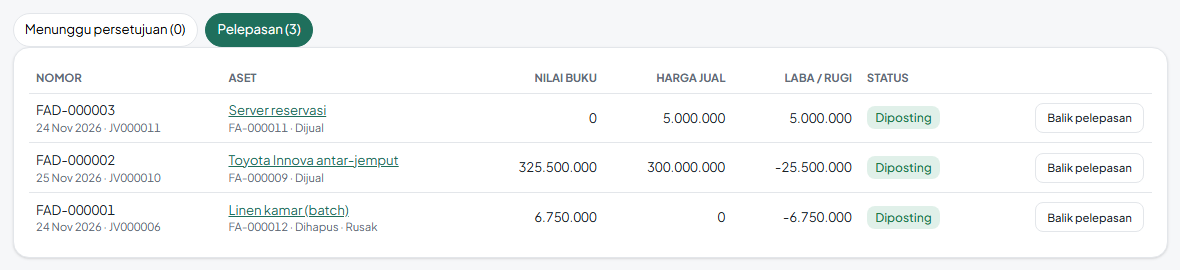 Menunggu persetujuan (0) Pelepasan (3)
NOMOR ASET NILAI BUKU HARGA JUAL LABA / RUGI STATUS
FAD-000003 Server reservasi 0 5.000.000 5.000.000 Diposting Balik pelepasan
24 Nov 2026 · JV000011 FA-000011 · Dijual
FAD-000002 Toyota Innova antar-jemput 325.500.000 300.000.000 -25.500.000 Diposting Balik pelepasan
25 Nov 2026 · JV000010 FA-000009 · Dijual
FAD-000001 Linen kamar (batch) 6.750.000 0 -6.750.000 Diposting Balik pelepasan
24 Nov 2026 · JV000006 FA-000012 · Dihapus · Rusak